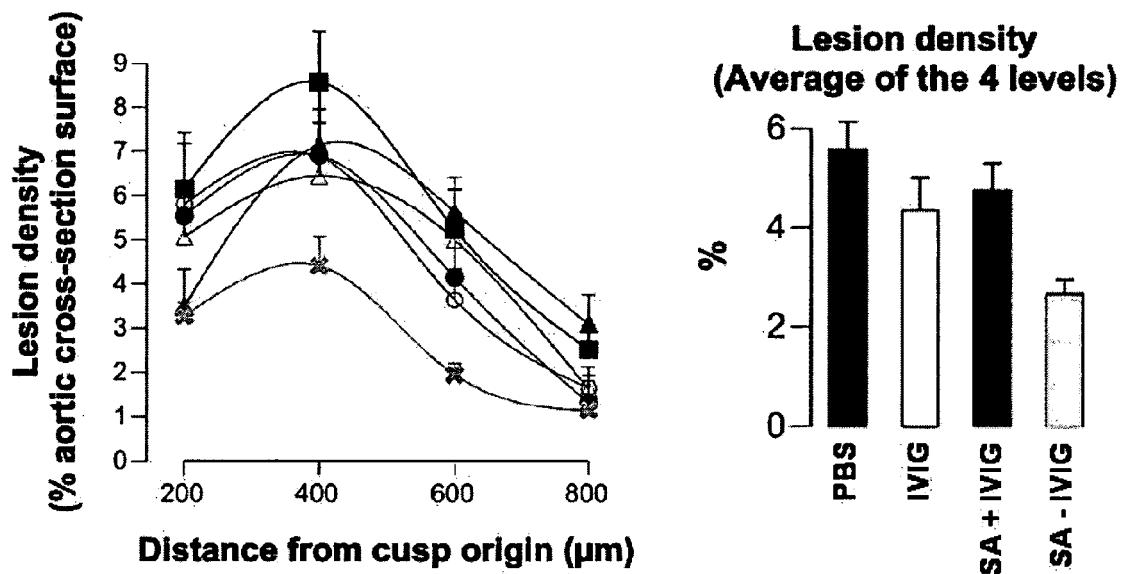 Lesion density
(% aortic cross-section surface)
9
8
7
6
5
4
3
2
1
0
200 400 600 800
Distance from cusp origin (µm)
Lesion density
(Average of the 4 levels)
%
6
4
2
0
PBS
IVIG
SA + IVIG
SA - IVIG